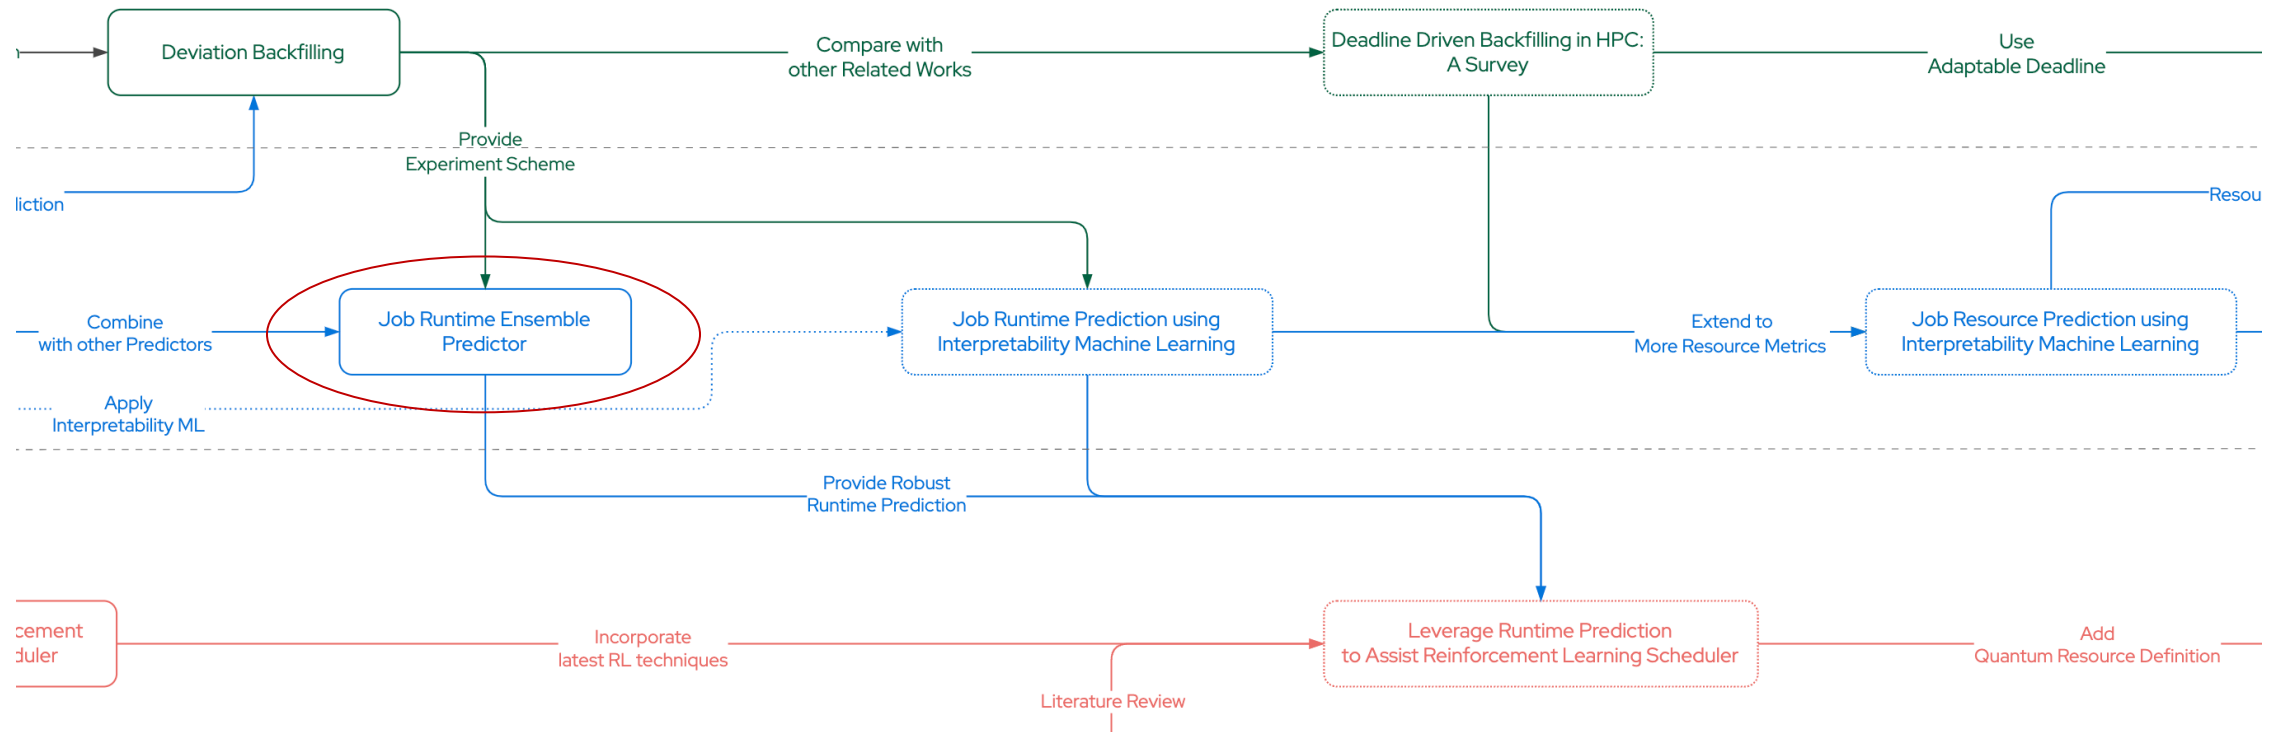 Deviation Backfilling
Compare with
other Related Works
Deadline Driven Backfilling in HPC:
A Survey
Use
Adaptable Deadline
Provide
Experiment Scheme
liction
Resou
Combine
with other Predictors
Job Runtime Ensemble
Predictor
Job Runtime Prediction using
Interpretability Machine Learning
Extend to
More Resource Metrics
Job Resource Prediction using
Interpretability Machine Learning
Apply
Interpretability ML
Provide Robust
Runtime Prediction
cement
duler
Incorporate
latest RL techniques
Leverage Runtime Prediction
to Assist Reinforcement Learning Scheduler
Add
Quantum Resource Definition
Literature Review